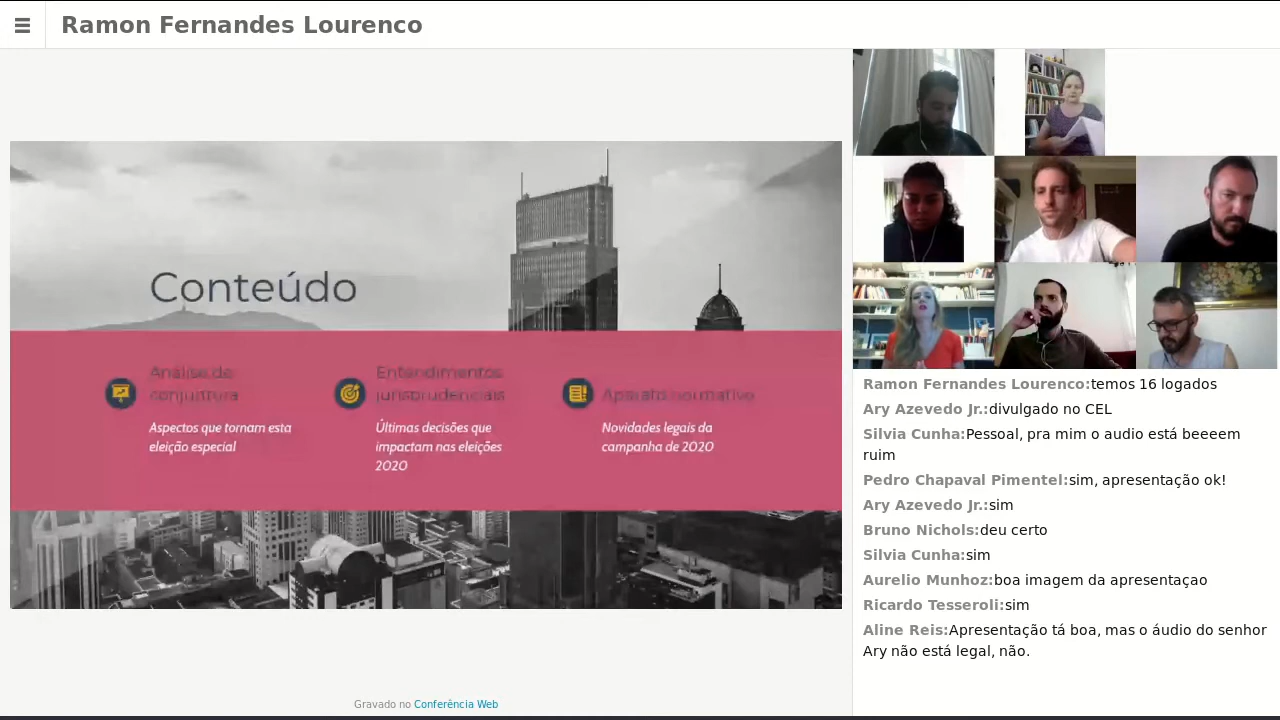 Ramon Fernandes Lourenco
Conteúdo
Análise de
conjuntura
Aspectos que tornam esta
eleição especial
Entendimentos
jurisprudenciais
Últimas decisões que
impactam nas eleições
2020
Aparato normativo
Novidades legais da
campanha de 2020
Gravado no Conferência Web
Ramon Fernandes Lourenco:temos 16 logados
Ary Azevedo Jr.:divulgado no CEL
Silvia Cunha:Pessoal, pra mim o audio está beeeem
ruim
Pedro Chapaval Pimentel:sim, apresentação ok!
Ary Azevedo Jr.:sim
Bruno Nichols:deu certo
Silvia Cunha:sim
Aurelio Munhoz:boa imagem da apresentaçao
Ricardo Tesseroli:sim
Aline Reis:Apresentação tá boa, mas o áudio do senhor
Ary não está legal, não.